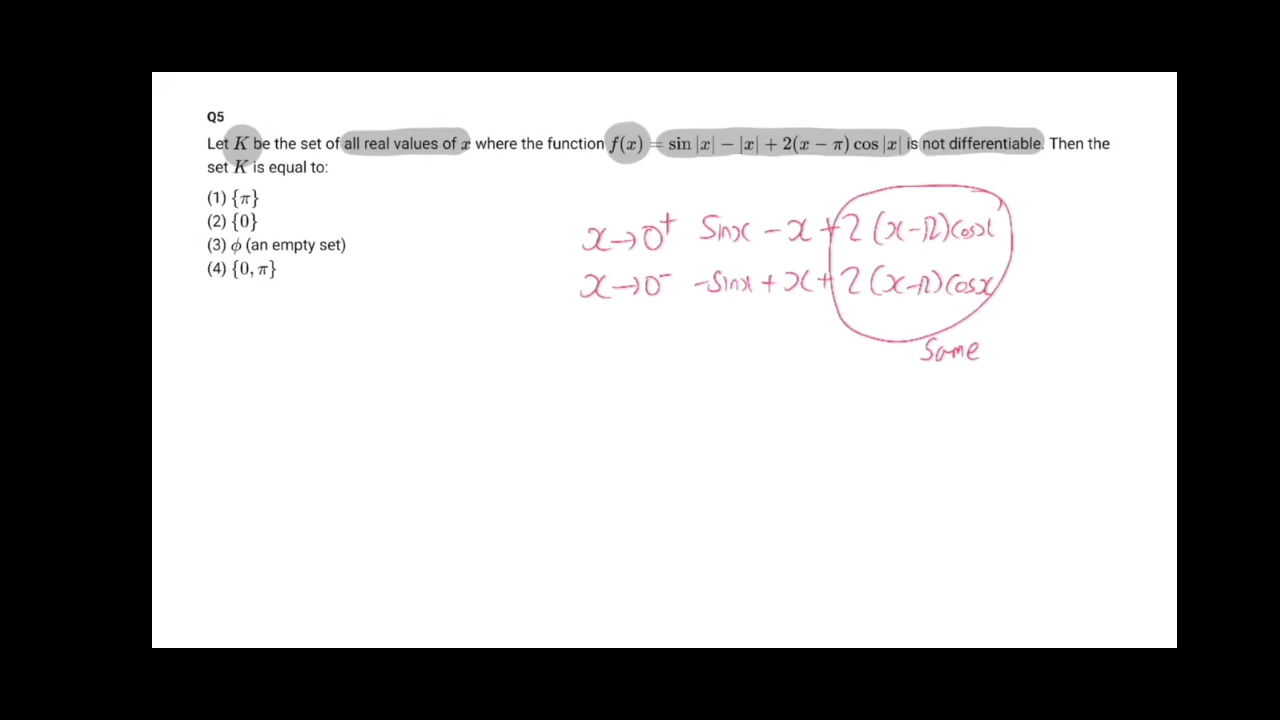 Q5
Let K be the set of all real values of x where the function f(x) = sin |x| − |x| + 2(x − π) cos |x| is not differentiable. Then the
set K is equal to:
(1) {π}
(2) {0}
(3) ϕ (an empty set)
(4) {0, π}
x→0⁺ sinx − x + 2(x−π)cosx
x→0⁻ -sinx + x + 2(x−π)cosx
Same